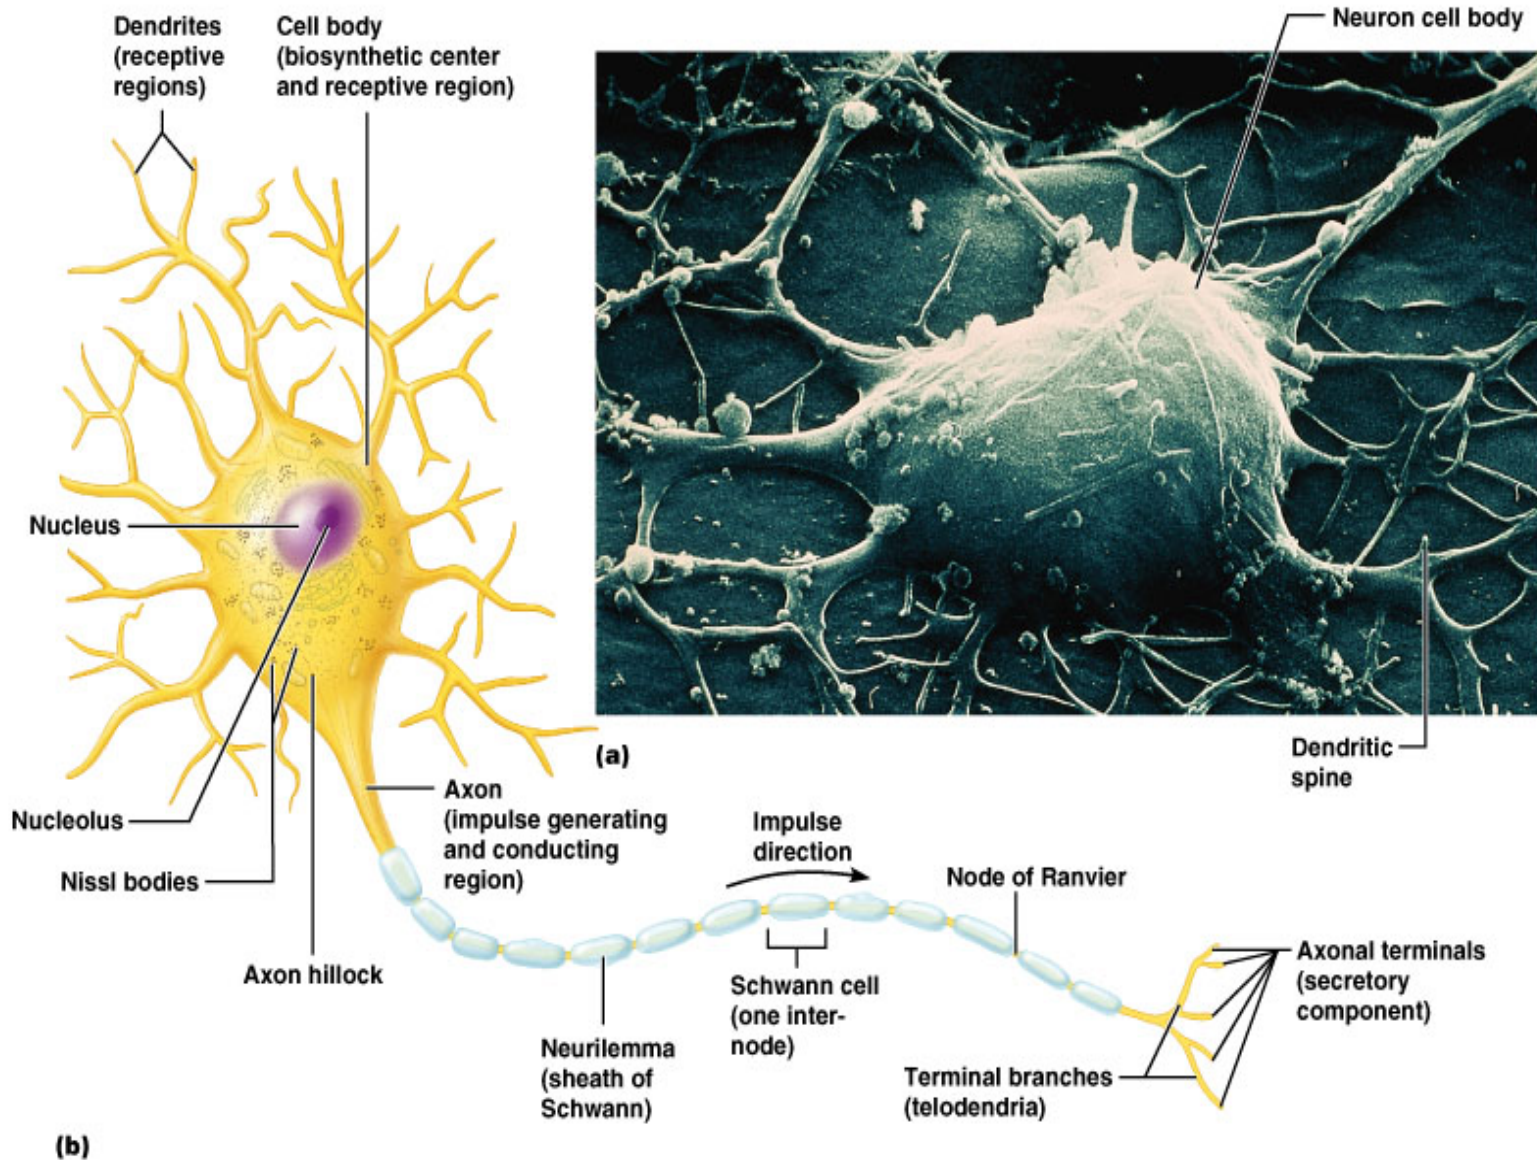 Dendrites
(receptive
regions)
Cell body
(biosynthetic center
and receptive region)
Neuron cell body
Nucleus
(a)
Dendritic
spine
Nucleolus
Nissl bodies
Axon hillock
Axon
(impulse generating
and conducting
region)
Impulse
direction
Node of Ranvier
Neurilemma
(sheath of
Schwann)
Schwann cell
(one inter-
node)
Axonal terminals
(secretory
component)
Terminal branches
(telodendria)
(b)